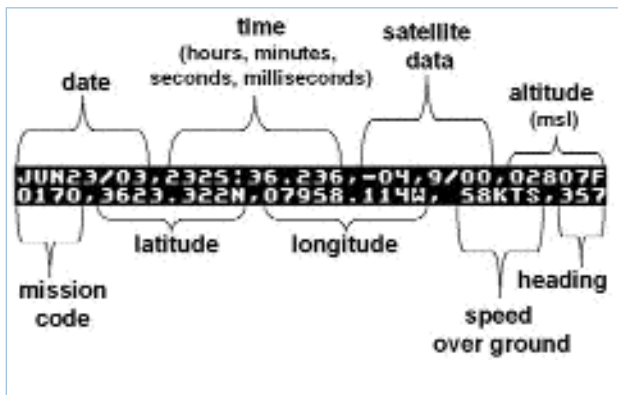 time
(hours, minutes,
seconds, milliseconds)
satellite
data
date
altitude
(msl)
JUN23/03,2325:36.236,-04,9/00,02807F
0170,3623.322N,07958.114W, 58KTS,357
latitude
longitude
mission
code
heading
speed
over ground